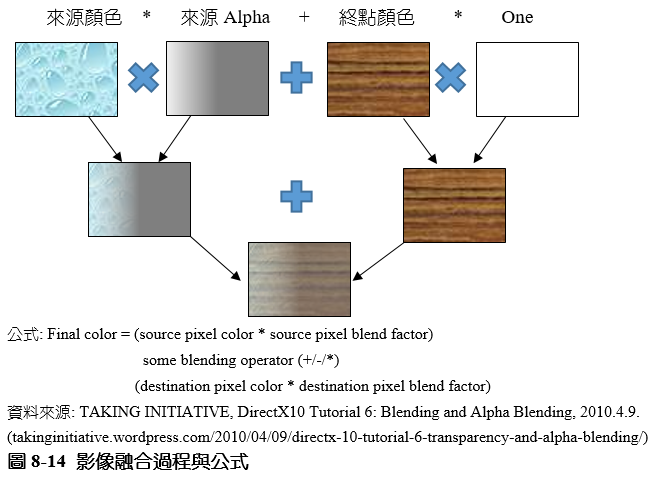 來源顏色 * 來源 Alpha + 終點顏色 * One
公式: Final color = (source pixel color * source pixel blend factor)
some blending operator (+/-/*)
(destination pixel color * destination pixel blend factor)
資料來源: TAKING INITIATIVE, DirectX10 Tutorial 6: Blending and Alpha Blending, 2010.4.9.
(takinginitiative.wordpress.com/2010/04/09/directx-10-tutorial-6-transparency-and-alpha-blending/)
圖 8-14 影像融合過程與公式